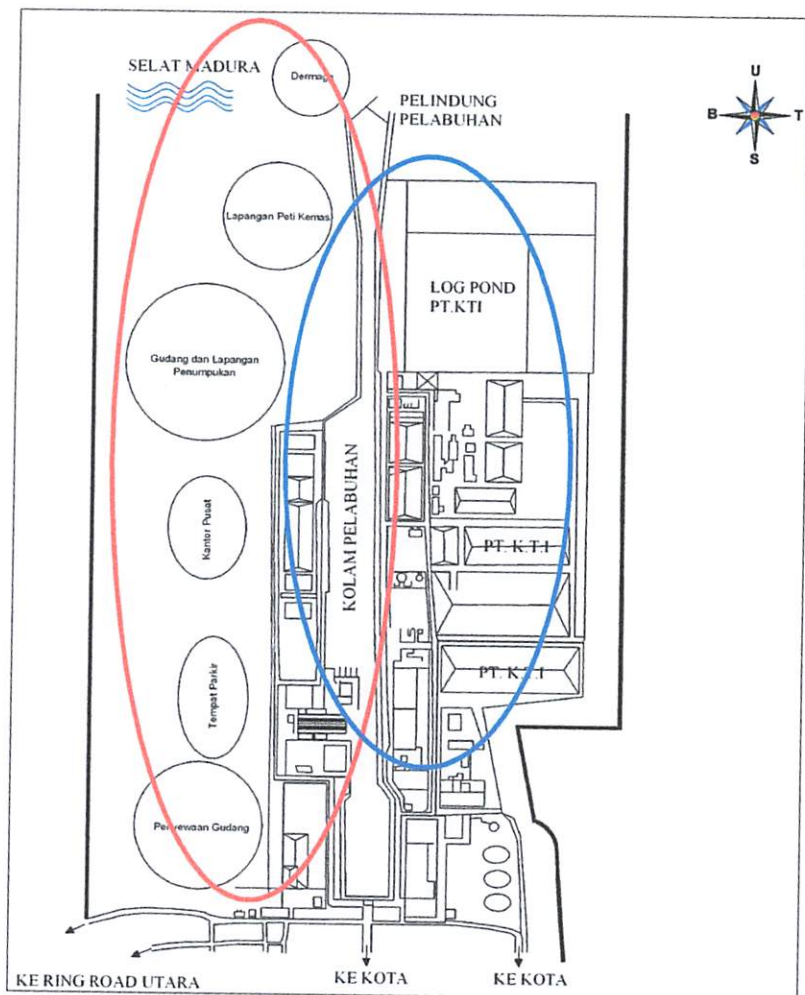 SELAT MADURA
Dermaga
PELINDUNG
PELABUHAN
U
B
T
S
Lapangan Peti Kemas
LOG POND
PT.KTI
Gudang dan Lapangan
Penumpukan
Kantor Pusat
KOLAM PELABUHAN
PT. K.T.I
Tempat Parkir
PT. K.T.I
Penyewaan Gudang
KE RING ROAD UTARA
KE KOTA
KE KOTA